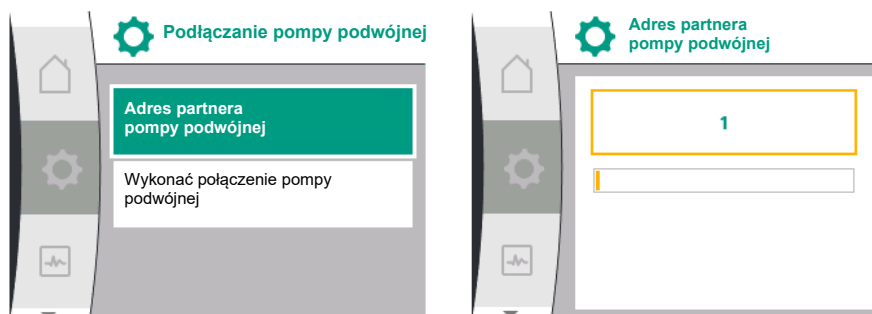 Podłączanie pompy podwójnej
Adres partnera
pompy podwójnej
Wykonać połączenie pompy
podwójnej
Adres partnera
pompy podwójnej
1